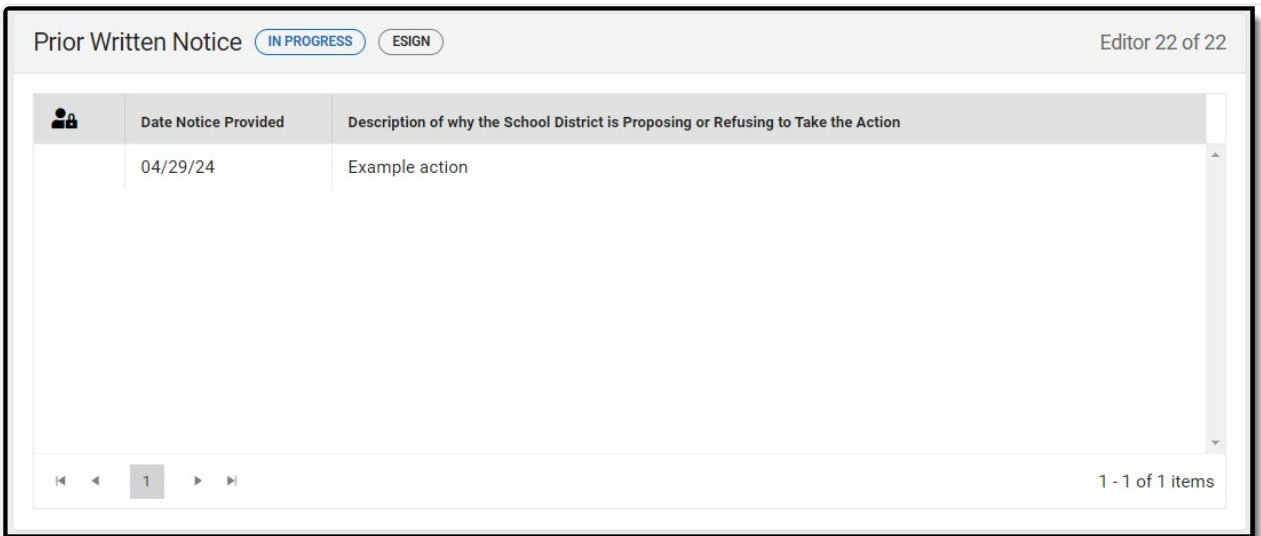 Prior Written Notice IN PROGRESS ESIGN Editor 22 of 22
Date Notice Provided Description of why the School District is Proposing or Refusing to Take the Action
04/29/24 Example action
1 1 - 1 of 1 items